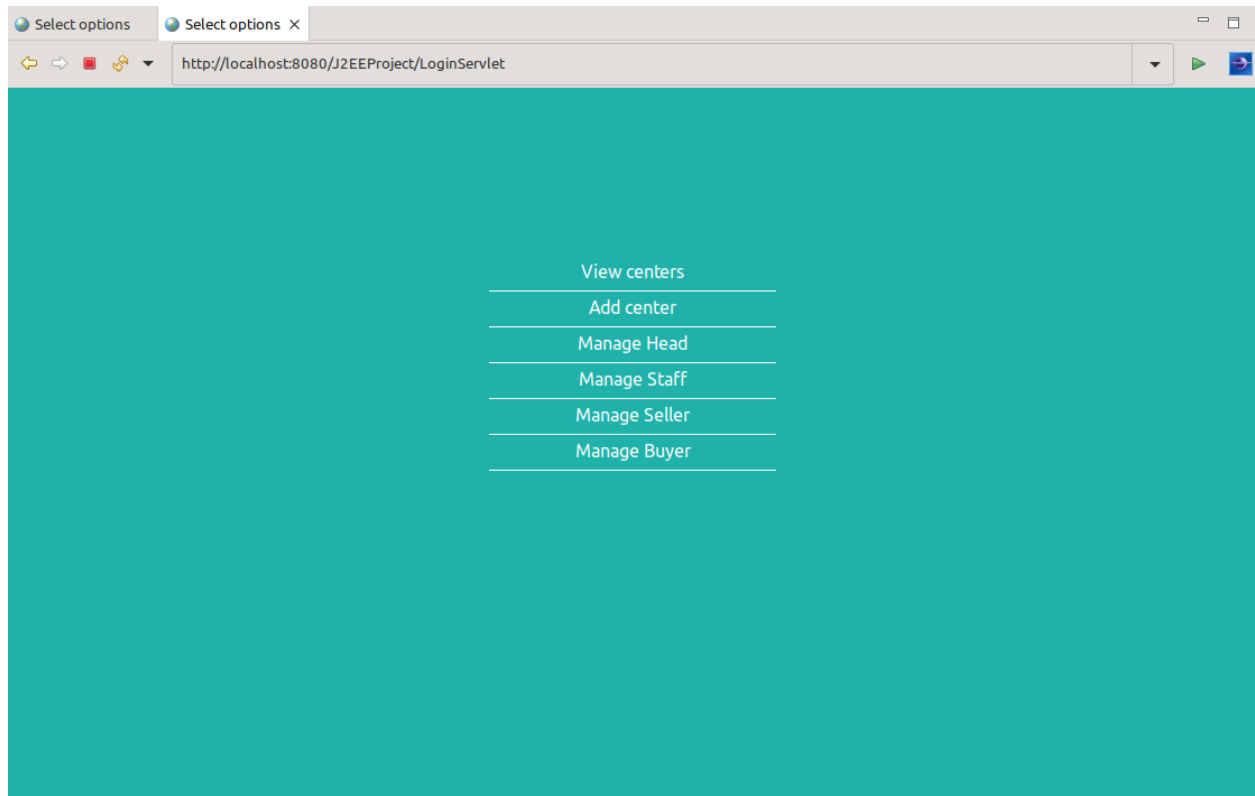 Select options Select options
http://localhost:8080/J2EEProject/LoginServlet
View centers
Add center
Manage Head
Manage Staff
Manage Seller
Manage Buyer